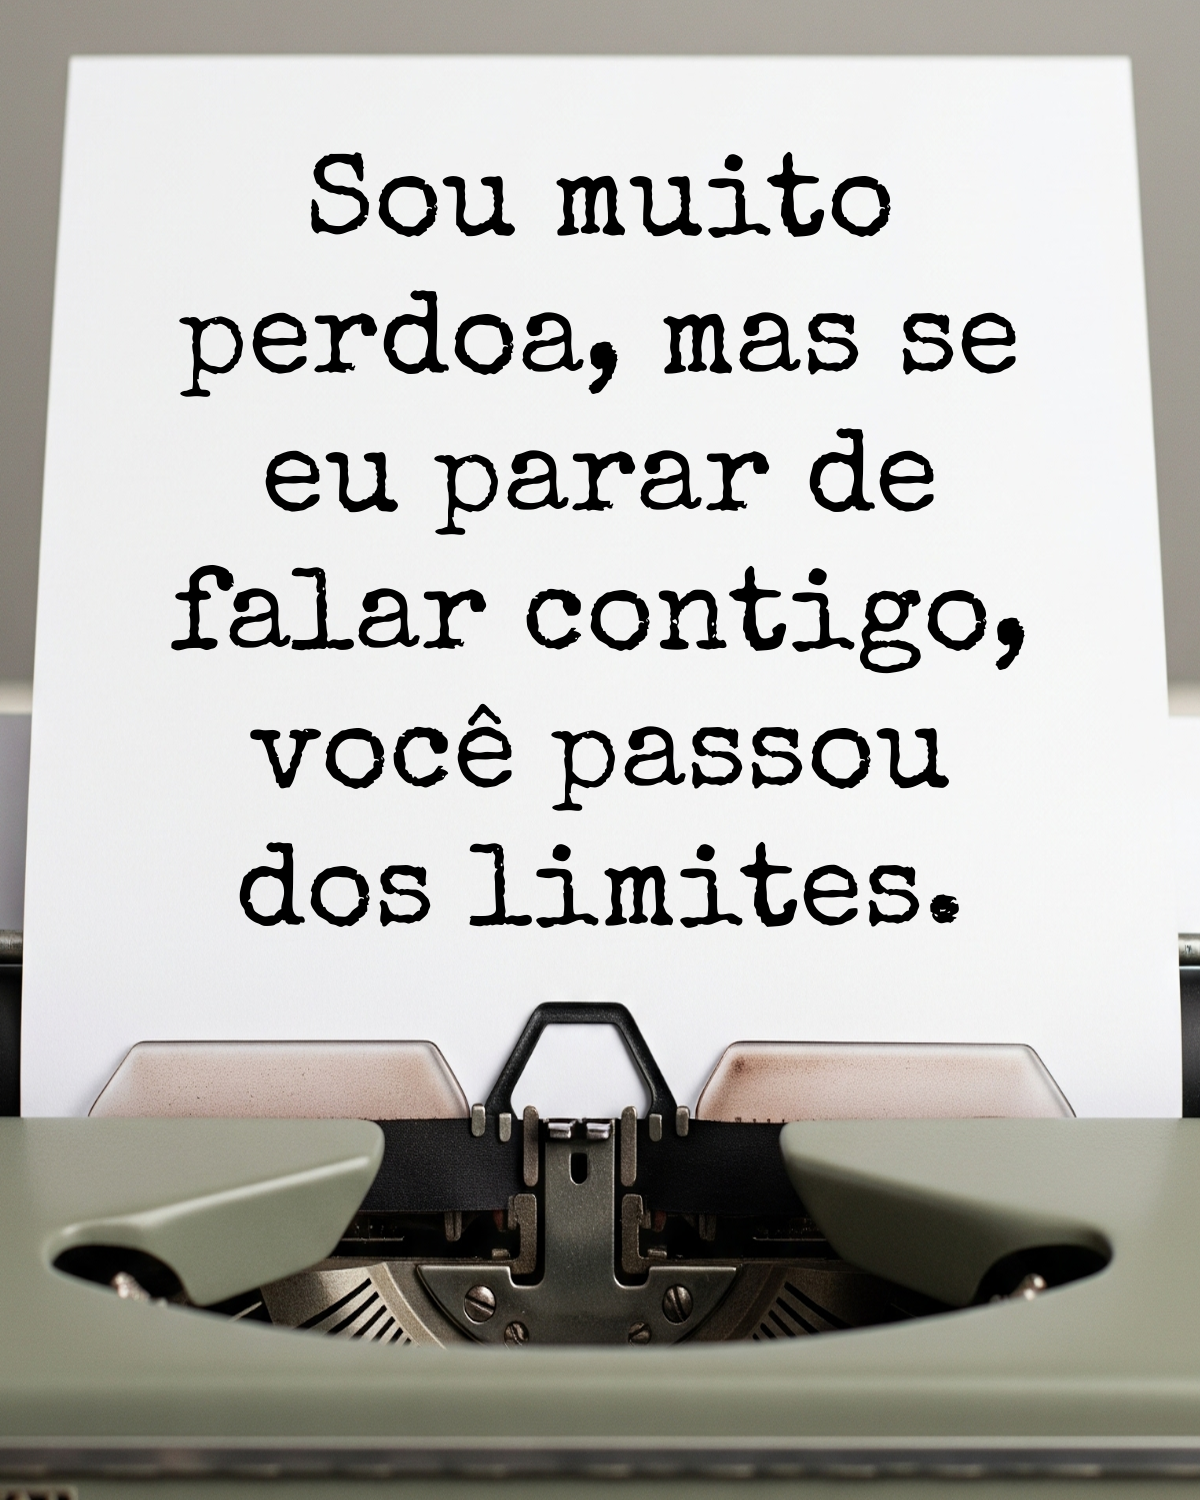 Sou muito
perdoa, mas se
eu parar de
falar contigo,
você passou
dos limites.